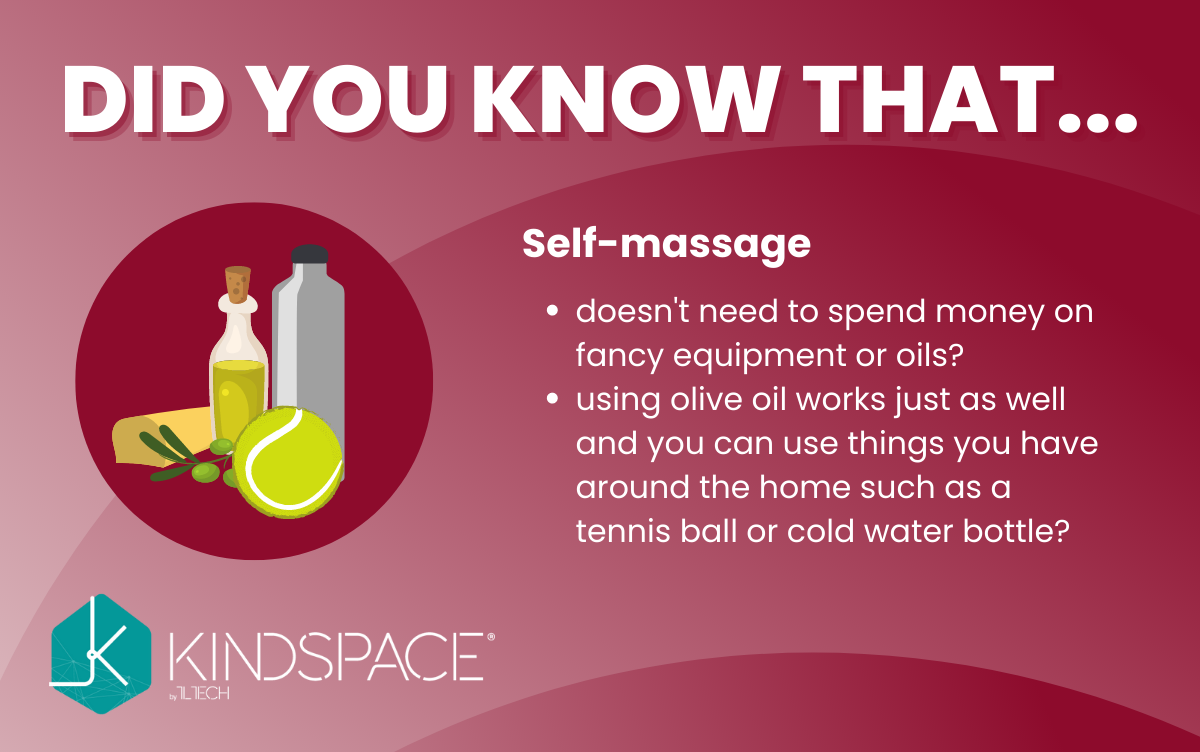 DID YOU KNOW THAT...
Self-massage
• doesn't need to spend money on
fancy equipment or oils?
• using olive oil works just as well
and you can use things you have
around the home such as a
tennis ball or cold water bottle?
KINDSPACE®
by 1LTECH